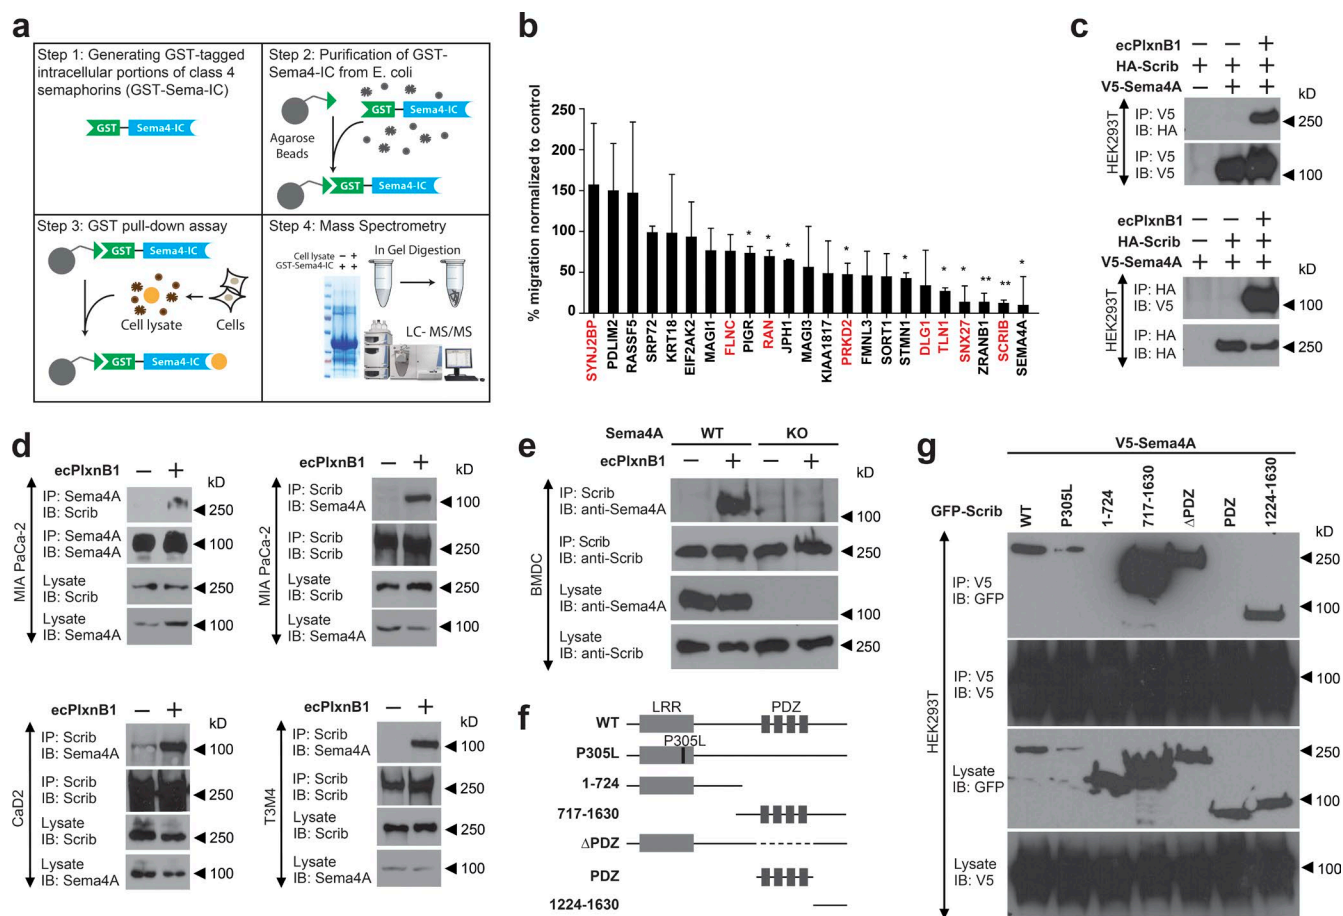 a
Step 1: Generating GST-tagged
intracellular portions of class 4
semaphorins (GST-Sema-IC)
GST
Sema4-IC
Step 2: Purification of GST-
Sema4-IC from E. coli
GST
Sema4-IC
Agarose
Beads
GST
Sema4-IC
Step 3: GST pull-down assay
GST
Sema4-IC
Cell lysate
Cells
GST
Sema4-IC
Step 4: Mass Spectrometry
Cell lysate − +
GST-Sema4-IC + +
In Gel Digestion
LC- MS/MS
b
% migration normalized to control
250
200
150
100
50
0
* * * * * * * ** ** *
SYNJ2BP
PDLIM2
RASSF5
SRP72
KRT18
EIF2AK2
MAGI1
FLNC
PIGR
RAN
JPH1
MAGI3
KIAA1817
PRKD2
FMNL3
SORT1
STMN1
DLG1
TLN1
SNX27
ZRANB1
SCRIB
SEMA4A
c
ecPlxnB1 − − +
HA-Scrib − + +
V5-Sema4A − + +
kD
HEK293T
IP: V5
IB: HA
250
IP: V5
IB: V5
100
ecPlxnB1 − − +
HA-Scrib − + +
V5-Sema4A + + +
kD
HEK293T
IP: HA
IB: V5
100
IP: HA
IB: HA
250
d
ecPlxnB1 − +
kD
MIA PaCa-2
IP: Sema4A
IB: Scrib
250
IP: Sema4A
IB: Sema4A
100
Lysate
IB: Scrib
250
Lysate
IB: Sema4A
100
ecPlxnB1 − +
kD
MIA PaCa-2
IP: Scrib
IB: Sema4A
100
IP: Scrib
IB: Scrib
250
Lysate
IB: Scrib
250
Lysate
IB: Sema4A
100
ecPlxnB1 − +
kD
CaD2
IP: Scrib
IB: Sema4A
100
IP: Scrib
IB: Scrib
250
Lysate
IB: Scrib
250
Lysate
IB: Sema4A
100
ecPlxnB1 − +
kD
T3M4
IP: Scrib
IB: Sema4A
100
IP: Scrib
IB: Scrib
250
Lysate
IB: Scrib
250
Lysate
IB: Sema4A
100
e
Sema4A WT KO
ecPlxnB1 − + − +
kD
BMDC
IP: Scrib
IB: anti-Sema4A
100
IP: Scrib
IB: anti-Scrib
250
Lysate
IB: anti-Sema4A
100
Lysate
IB: anti-Scrib
250
f
LRR PDZ
WT
P305L
P305L
1-724
717-1630
ΔPDZ
PDZ
1224-1630
g
V5-Sema4A
GFP-Scrib WT P305L 1-724 717-1630 ΔPDZ PDZ 1224-1630
kD
HEK293T
IP: V5
IB: GFP
250
100
IP: V5
IB: V5
100
Lysate
IB: GFP
250
100
Lysate
IB: V5
100